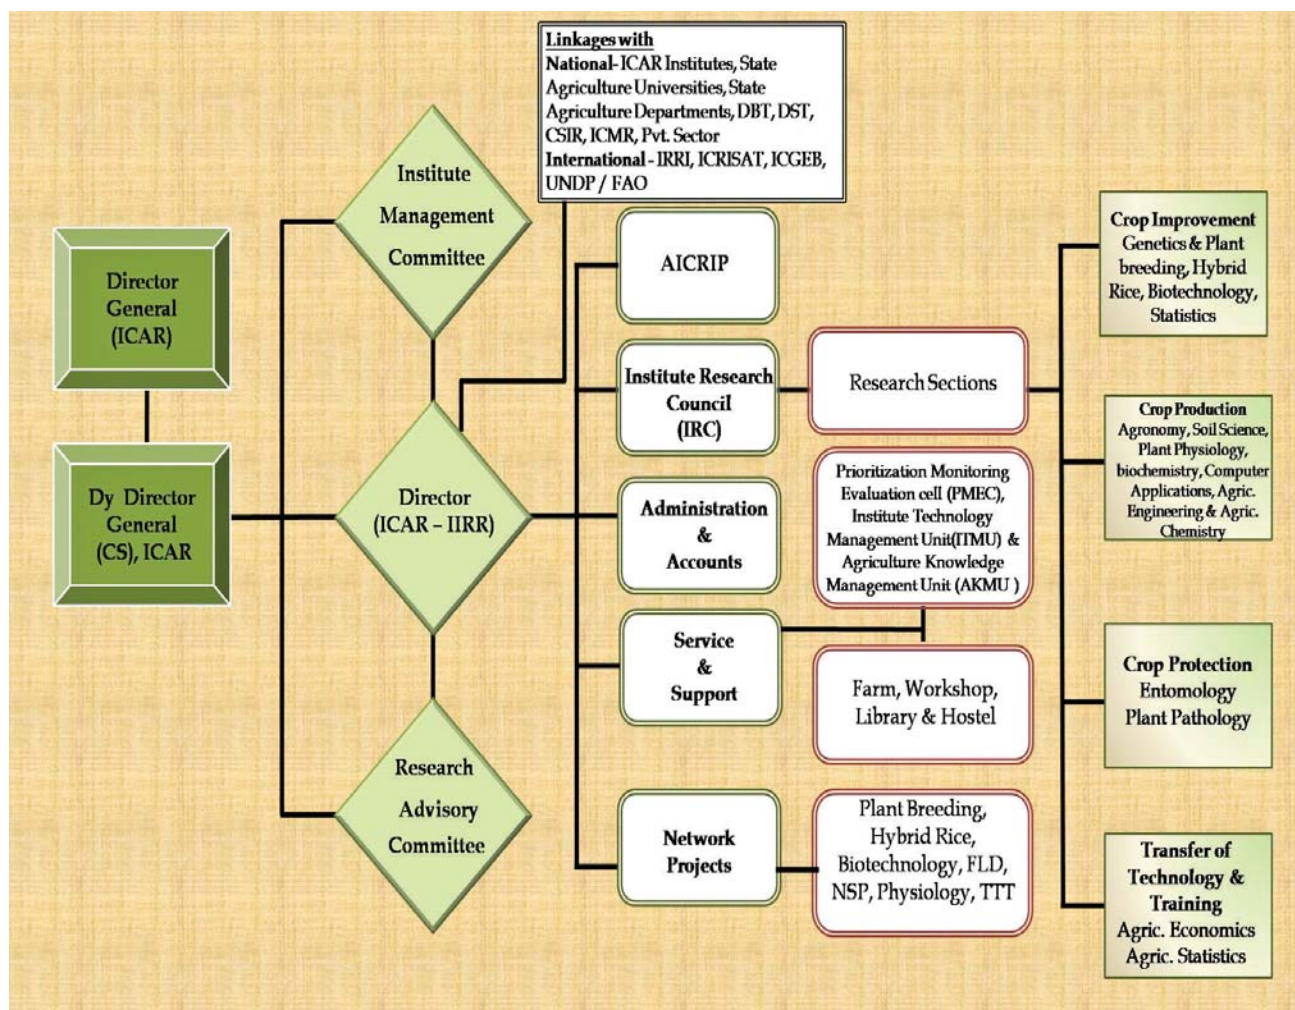 Linkages with
National- ICAR Institutes, State
Agriculture Universities, State
Agriculture Departments, DBT, DST,
CSIR, ICMR, Pvt. Sector
International - IRRI, ICRISAT, ICGEB,
UNDP / FAO
Director
General
(ICAR)
Dy Director
General
(CS), ICAR
Institute
Management
Committee
Director
(ICAR – IIRR)
Research
Advisory
Committee
AICRIP
Institute Research
Council
(IRC)
Administration
&
Accounts
Service
&
Support
Network
Projects
Research Sections
Prioritization Monitoring
Evaluation cell (PMEC),
Institute Technology
Management Unit(ITMU) &
Agriculture Knowledge
Management Unit (AKMU )
Farm, Workshop,
Library & Hostel
Plant Breeding,
Hybrid Rice,
Biotechnology, FLD,
NSP, Physiology, TTT
Crop Improvement
Genetics & Plant
breeding, Hybrid
Rice, Biotechnology,
Statistics
Crop Production
Agronomy, Soil Science,
Plant Physiology,
biochemistry, Computer
Applications, Agric.
Engineering & Agric.
Chemistry
Crop Protection
Entomology
Plant Pathology
Transfer of
Technology &
Training
Agric. Economics
Agric. Statistics